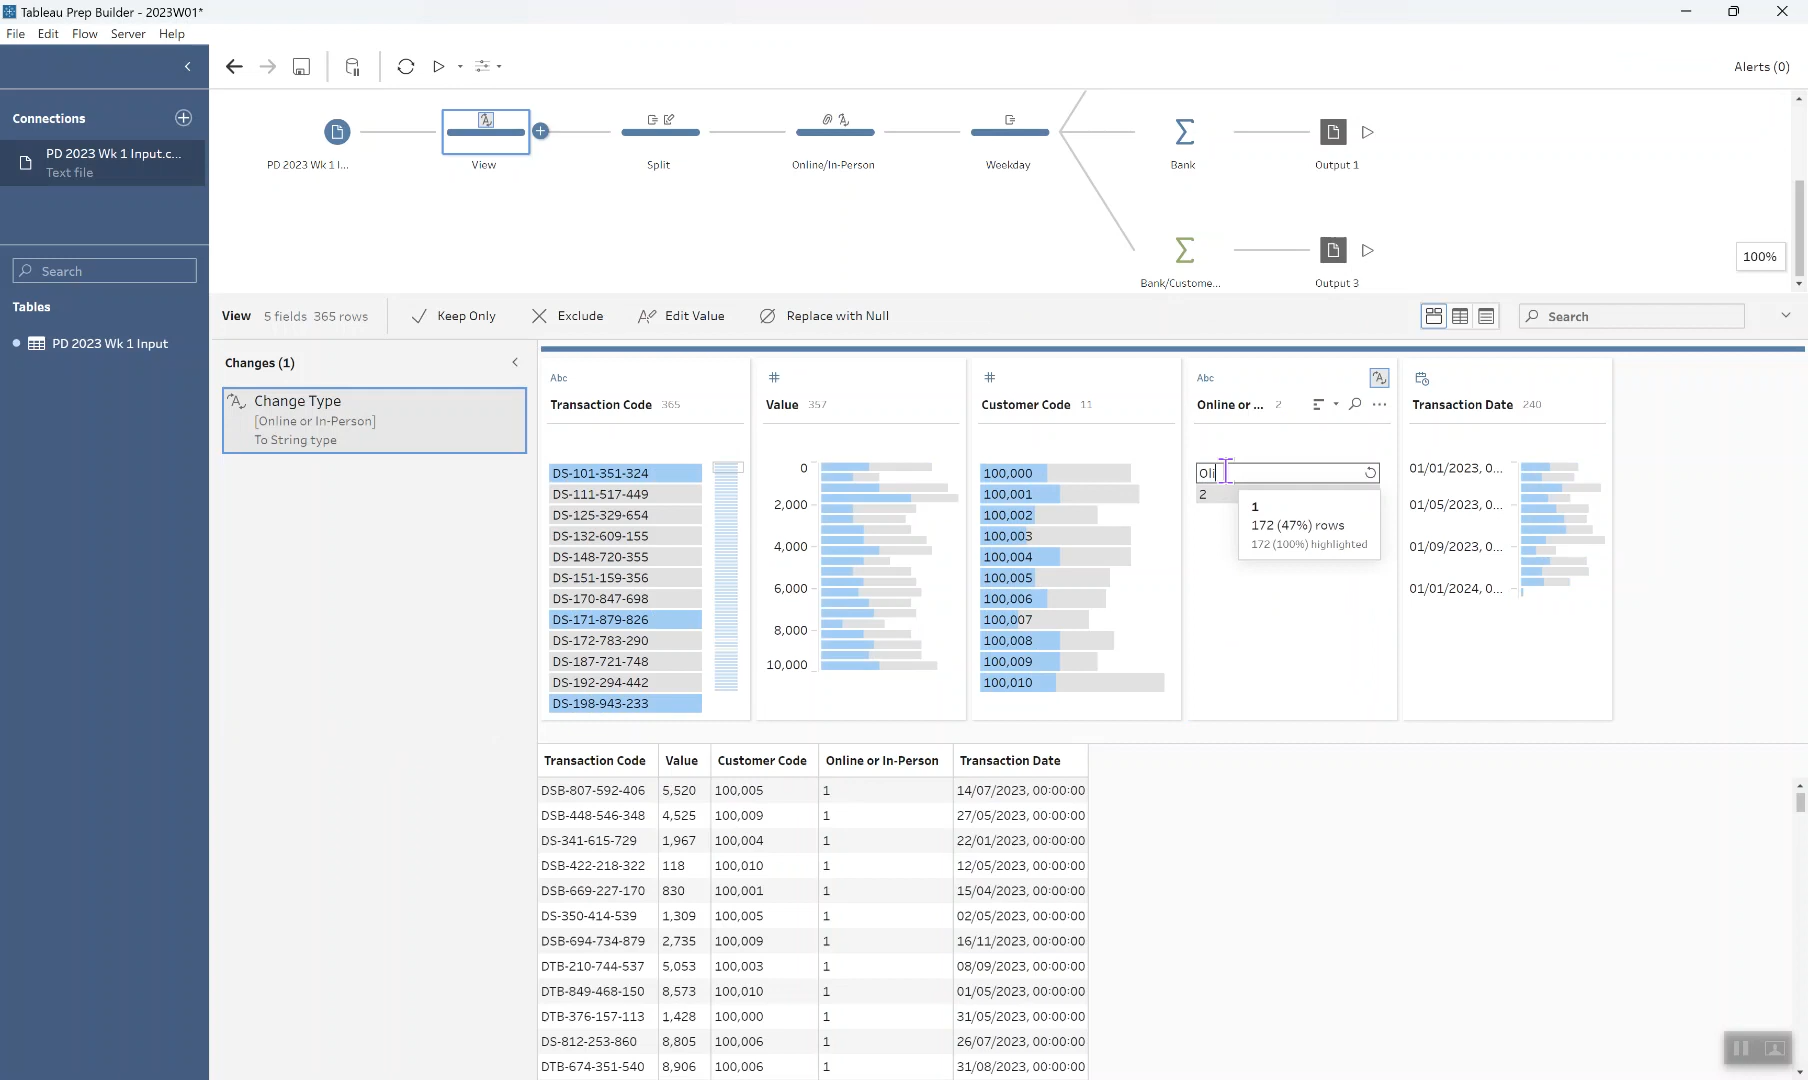 Tableau Prep Builder - 2023W01*
File Edit Flow Server Help
Alerts (0)
Connections
PD 2023 Wk 1 Input.c...
Text file
Search
Tables
PD 2023 Wk 1 Input
PD 2023 Wk 1 I...
View
Split
Online/In-Person
Weekday
Bank
Output 1
Bank/Custome...
Output 3
100%
View 5 fields 365 rows Keep Only Exclude Edit Value Replace with Null Search
Changes (1)
Change Type
[Online or In-Person]
To String type
Abc
Transaction Code 365
DS-101-351-324
DS-111-517-449
DS-125-329-654
DS-132-609-155
DS-148-720-355
DS-151-159-356
DS-170-847-698
DS-171-879-826
DS-172-783-290
DS-187-721-748
DS-192-294-442
DS-198-943-233
#
Value 357
0
2,000
4,000
6,000
8,000
10,000
#
Customer Code 11
100,000
100,001
100,002
100,003
100,004
100,005
100,006
100,007
100,008
100,009
100,010
Abc
Online or ... 2
Oli
2
1
172 (47%) rows
172 (100%) highlighted
Transaction Date 240
01/01/2023, 0...
01/05/2023, 0...
01/09/2023, 0...
01/01/2024, 0...
Transaction Code Value Customer Code Online or In-Person Transaction Date
DSB-807-592-406 5,520 100,005 1 14/07/2023, 00:00:00
DSB-448-546-348 4,525 100,009 1 27/05/2023, 00:00:00
DS-341-615-729 1,967 100,004 1 22/01/2023, 00:00:00
DSB-422-218-322 118 100,010 1 12/05/2023, 00:00:00
DSB-669-227-170 830 100,001 1 15/04/2023, 00:00:00
DS-350-414-539 1,309 100,005 1 02/05/2023, 00:00:00
DSB-694-734-879 2,735 100,009 1 16/11/2023, 00:00:00
DTB-210-744-537 5,053 100,003 1 08/09/2023, 00:00:00
DTB-849-468-150 8,573 100,010 1 01/05/2023, 00:00:00
DTB-376-157-113 1,428 100,000 1 31/05/2023, 00:00:00
DS-812-253-860 8,805 100,006 1 26/07/2023, 00:00:00
DTB-674-351-540 8,906 100,006 1 31/08/2023, 00:00:00